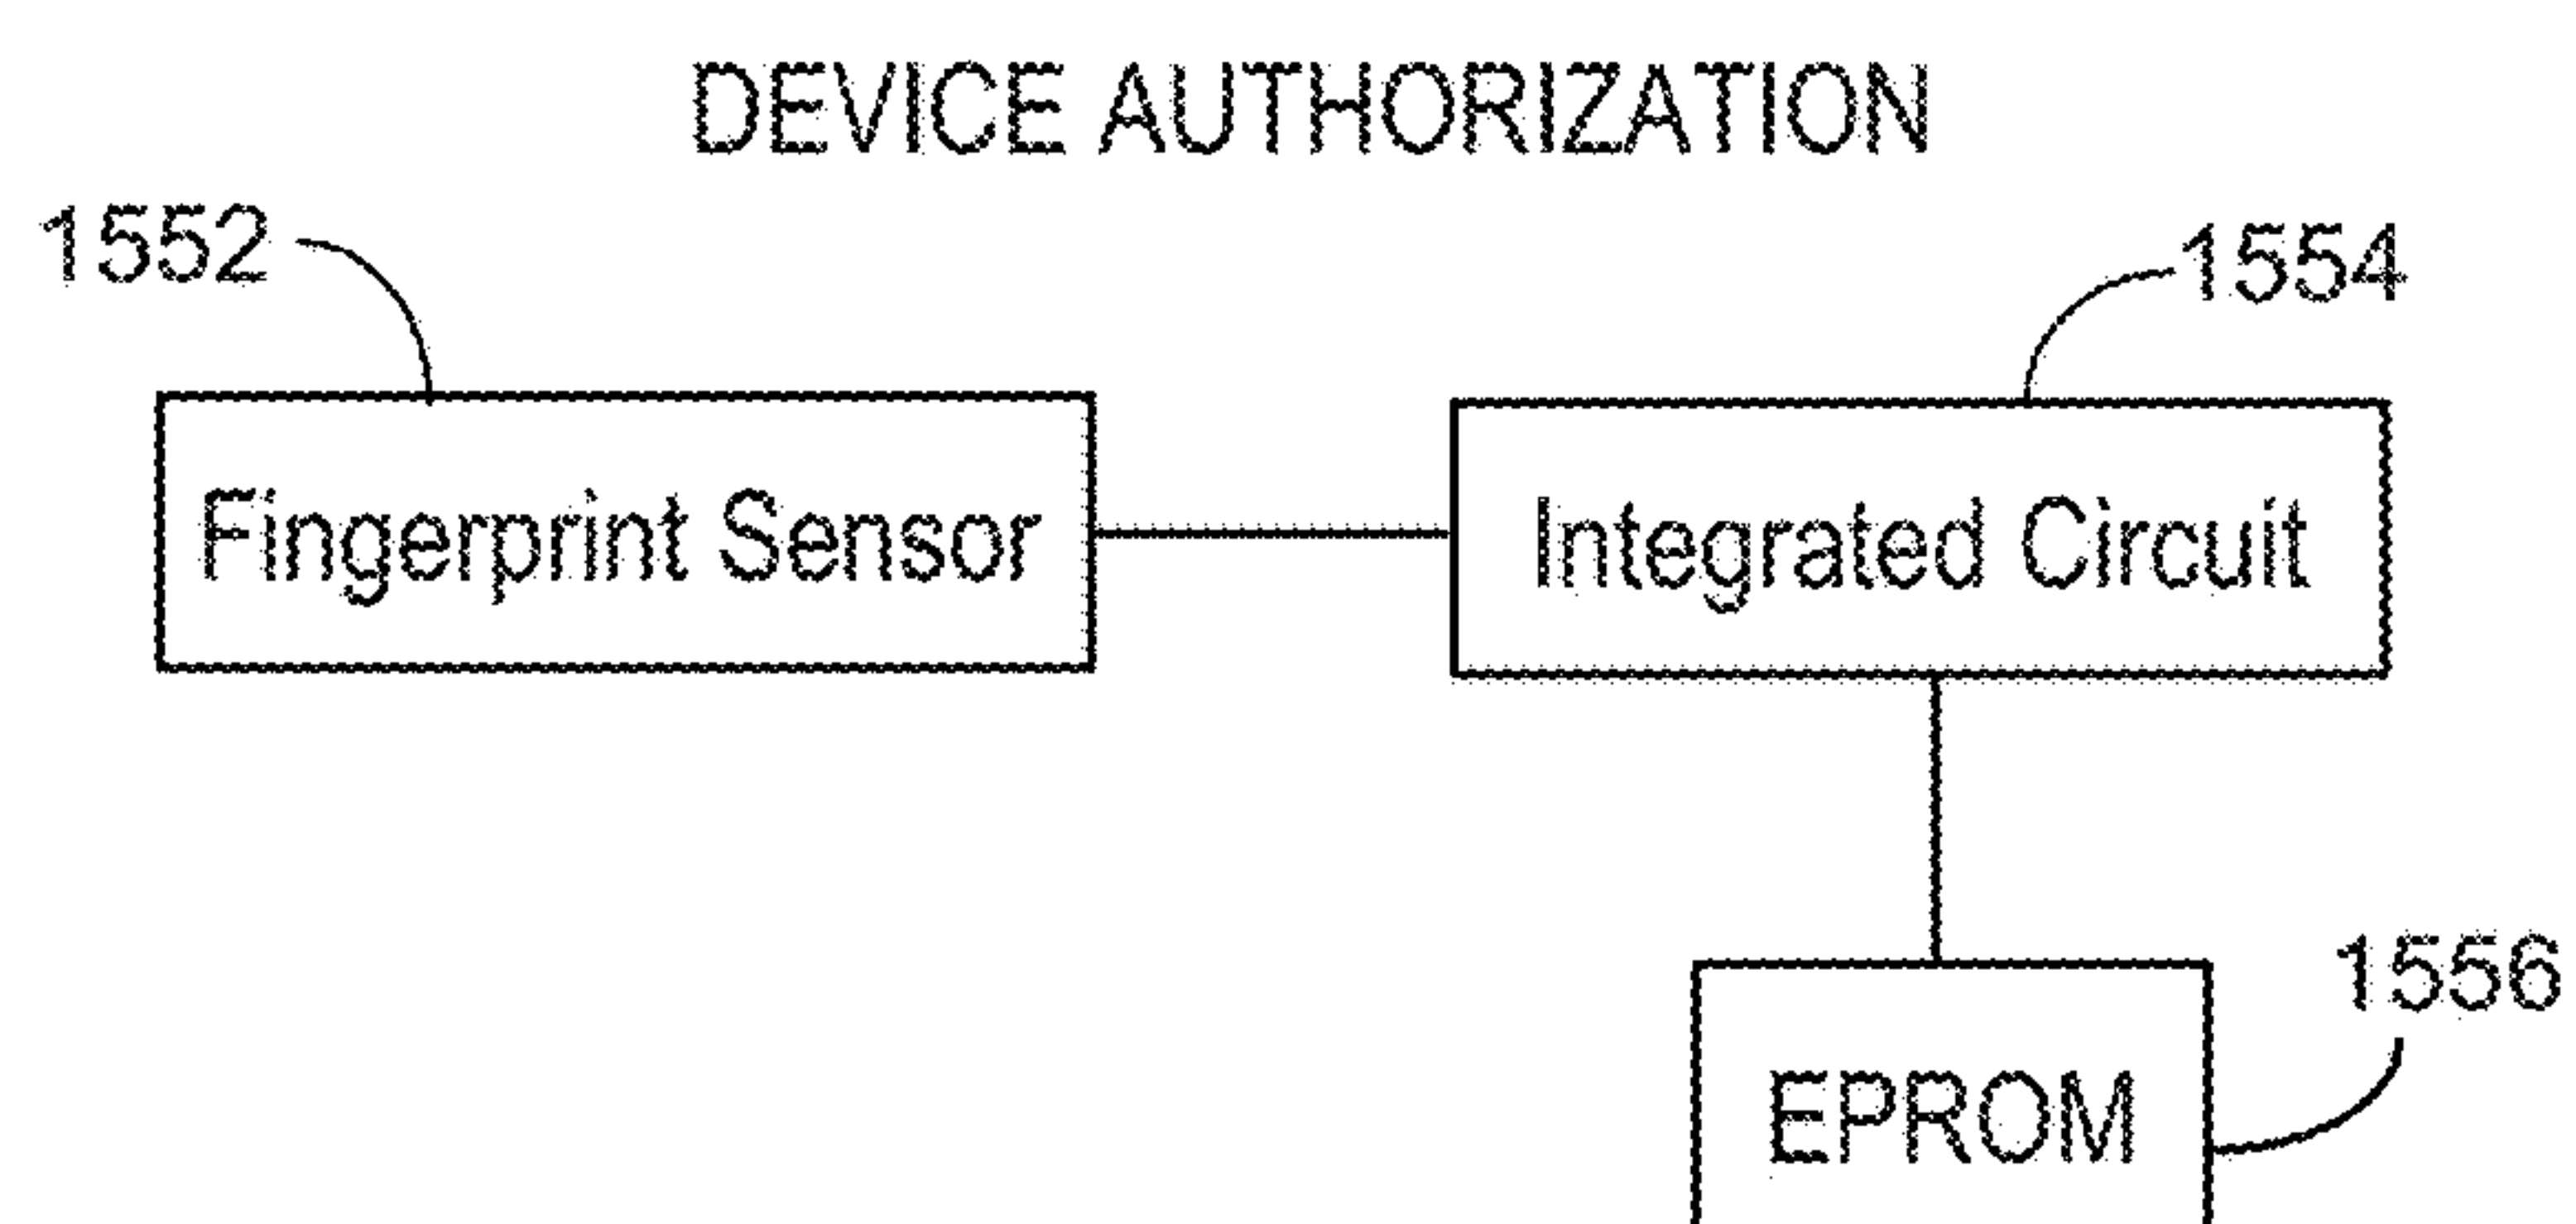 DEVICE AUTHORIZATION
1552
1554
Fingerprint Sensor
Integrated Circuit
1556
EPROM